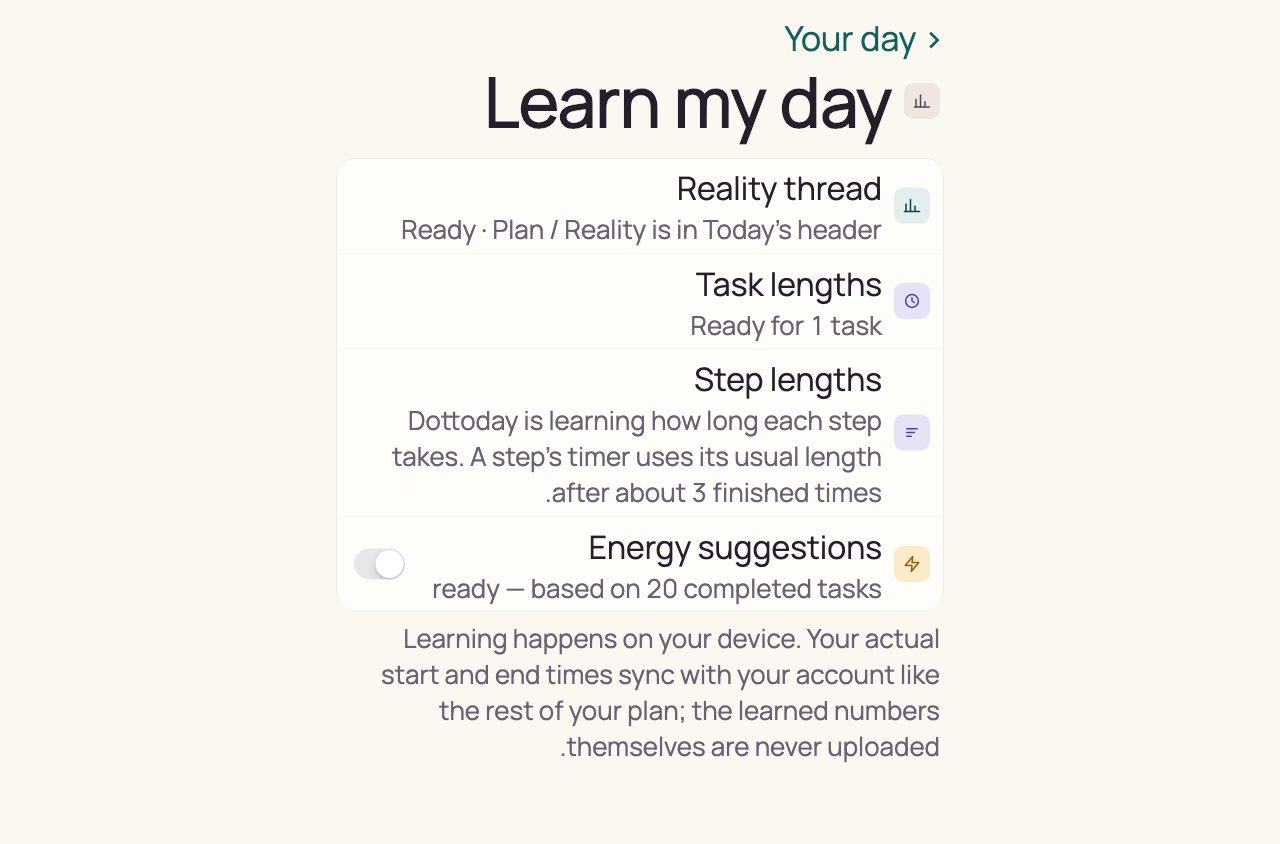 Your day
Learn my day
Reality thread
Ready · Plan / Reality is in Today’s header
Task lengths
Ready for 1 task
Step lengths
Dottoday is learning how long each step
takes. A step’s timer uses its usual length
.after about 3 finished times
Energy suggestions
ready — based on 20 completed tasks
Learning happens on your device. Your actual
start and end times sync with your account like
the rest of your plan; the learned numbers
.themselves are never uploaded